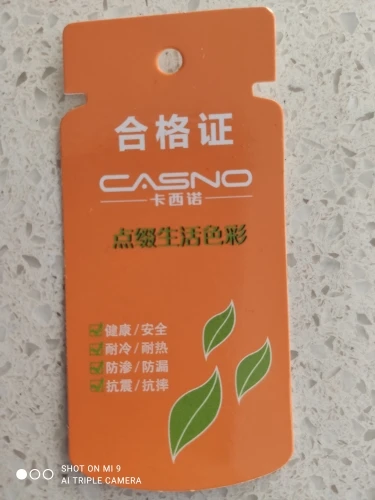 合格证
CASNO
卡西诺
点缀生活色彩
健康/安全
耐冷/耐热
防渗/防漏
抗震/抗摔
SHOT ON MI 9
AI TRIPLE CAMERA